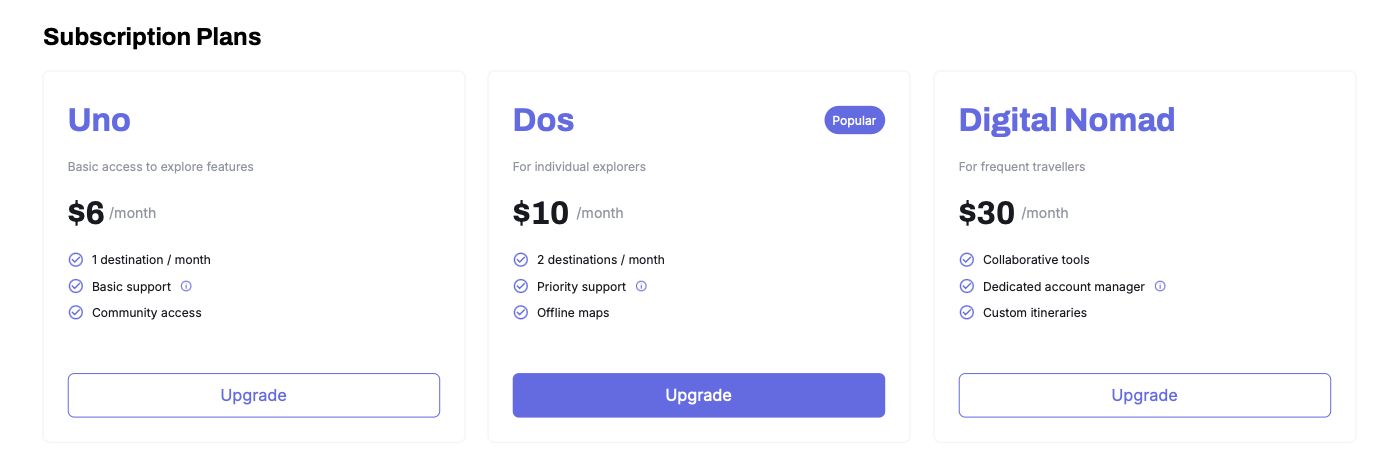 Subscription Plans
Uno
Basic access to explore features
$6 /month
1 destination / month
Basic support
Community access
Upgrade
Dos
Popular
For individual explorers
$10 /month
2 destinations / month
Priority support
Offline maps
Upgrade
Digital Nomad
For frequent travellers
$30 /month
Collaborative tools
Dedicated account manager
Custom itineraries
Upgrade